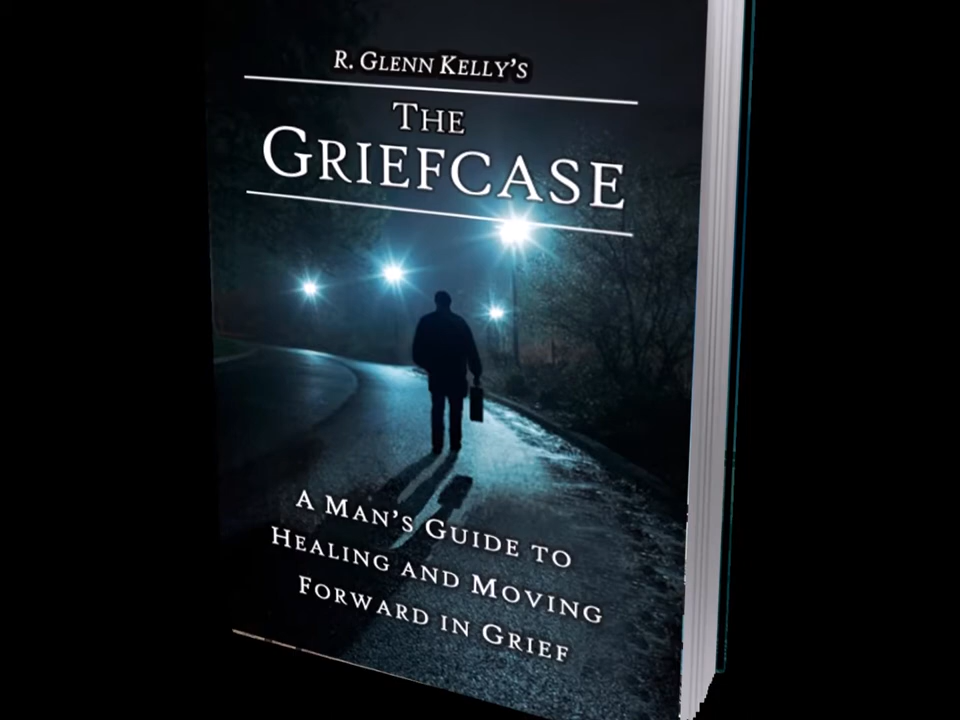 R. Glenn Kelly's
The
Griefcase
A Man's Guide to
Healing and Moving
Forward in Grief